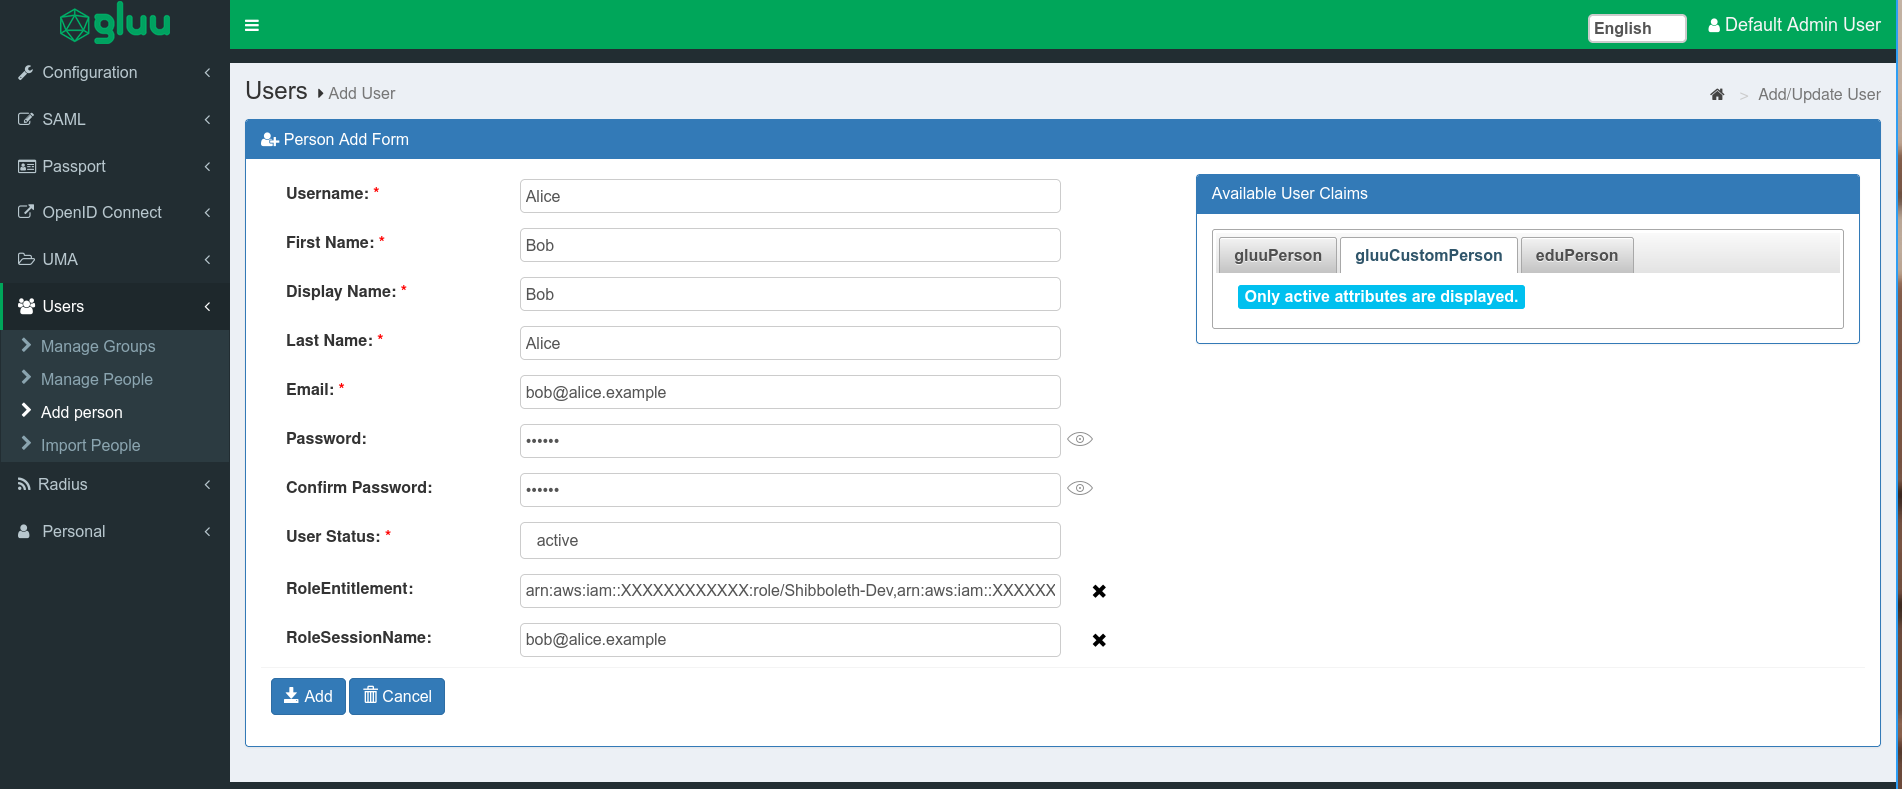 gluu
English
Default Admin User
Configuration
SAML
Passport
OpenID Connect
UMA
Users
Manage Groups
Manage People
Add person
Import People
Radius
Personal
Users Add User
> Add/Update User
Person Add Form
Username: *
Alice
First Name: *
Bob
Display Name: *
Bob
Last Name: *
Alice
Email: *
bob@alice.example
Password:
••••••
Confirm Password:
••••••
User Status: *
active
RoleEntitlement:
arn:aws:iam::XXXXXXXXXXXX:role/Shibboleth-Dev,arn:aws:iam::XXXXXX
RoleSessionName:
bob@alice.example
Add
Cancel
Available User Claims
gluuPerson
gluuCustomPerson
eduPerson
Only active attributes are displayed.